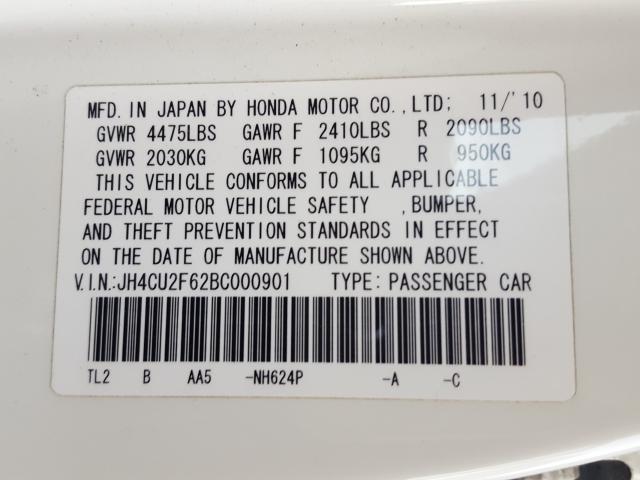 MFD. IN JAPAN BY HONDA MOTOR CO.,LTD; 11/'10
GVWR 4475LBS GAWR F 2410LBS R 2090LBS
GVWR 2030KG GAWR F 1095KG R 950KG
THIS VEHICLE CONFORMS TO ALL APPLICABLE
FEDERAL MOTOR VEHICLE SAFETY ,BUMPER,
AND THEFT PREVENTION STANDARDS IN EFFECT
ON THE DATE OF MANUFACTURE SHOWN ABOVE.
V.I.N.:JH4CU2F62BC000901 TYPE: PASSENGER CAR
TL2 B AA5 -NH624P -A -C